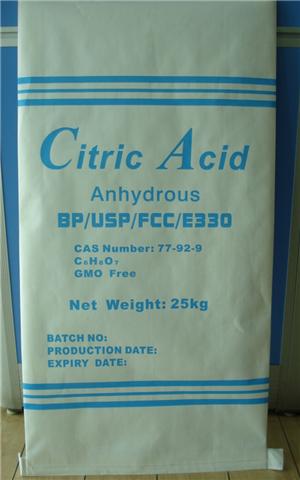 Citric Acid
Anhydrous
BP/USP/FCC/E330
CAS Number: 77-92-9
C₆H₈O₇
GMO Free
Net Weight: 25kg
BATCH NO:
PRODUCTION DATE:
EXPIRY DATE: